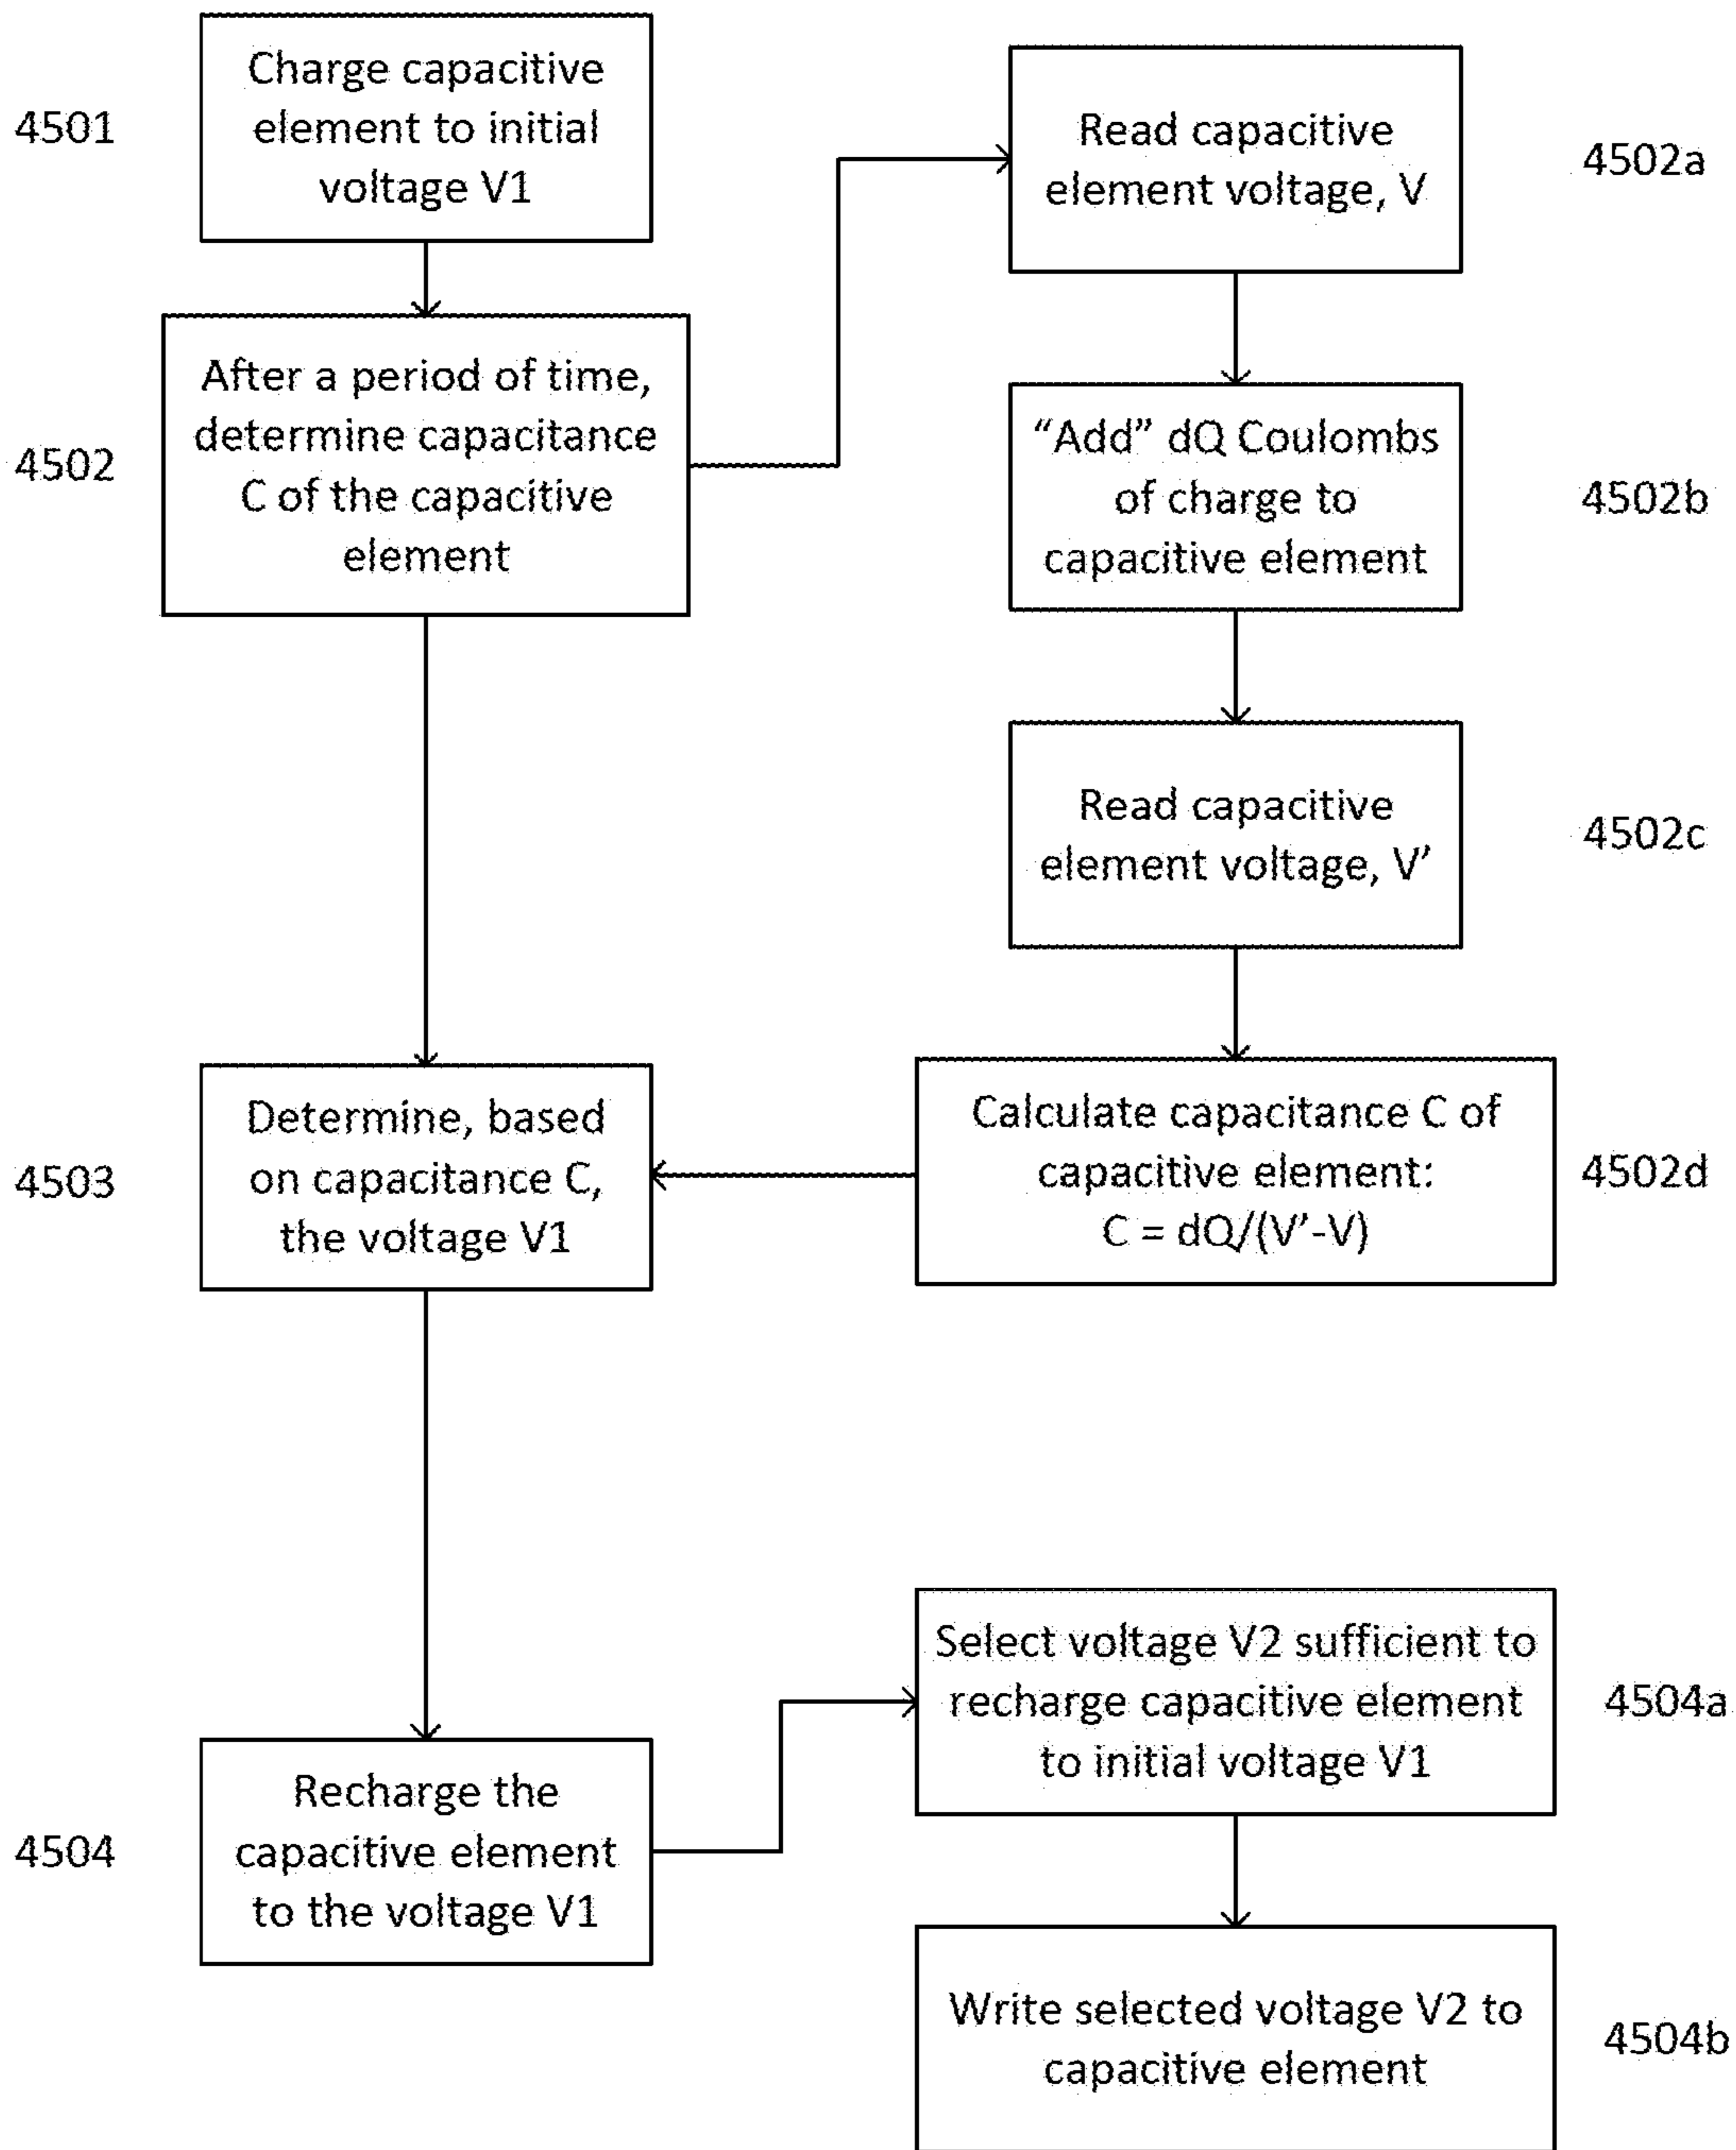 4501
Charge capacitive
element to initial
voltage V1
4502
After a period of time,
determine capacitance
C of the capacitive
element
Read capacitive
element voltage, V
4502a
“Add” dQ Coulombs
of charge to
capacitive element
4502b
Read capacitive
element voltage, V’
4502c
Calculate capacitance C of
capacitive element:
C = dQ/(V’-V)
4502d
4503
Determine, based
on capacitance C,
the voltage V1
4504
Recharge the
capacitive element
to the voltage V1
Select voltage V2 sufficient to
recharge capacitive element
to initial voltage V1
4504a
Write selected voltage V2 to
capacitive element
4504b